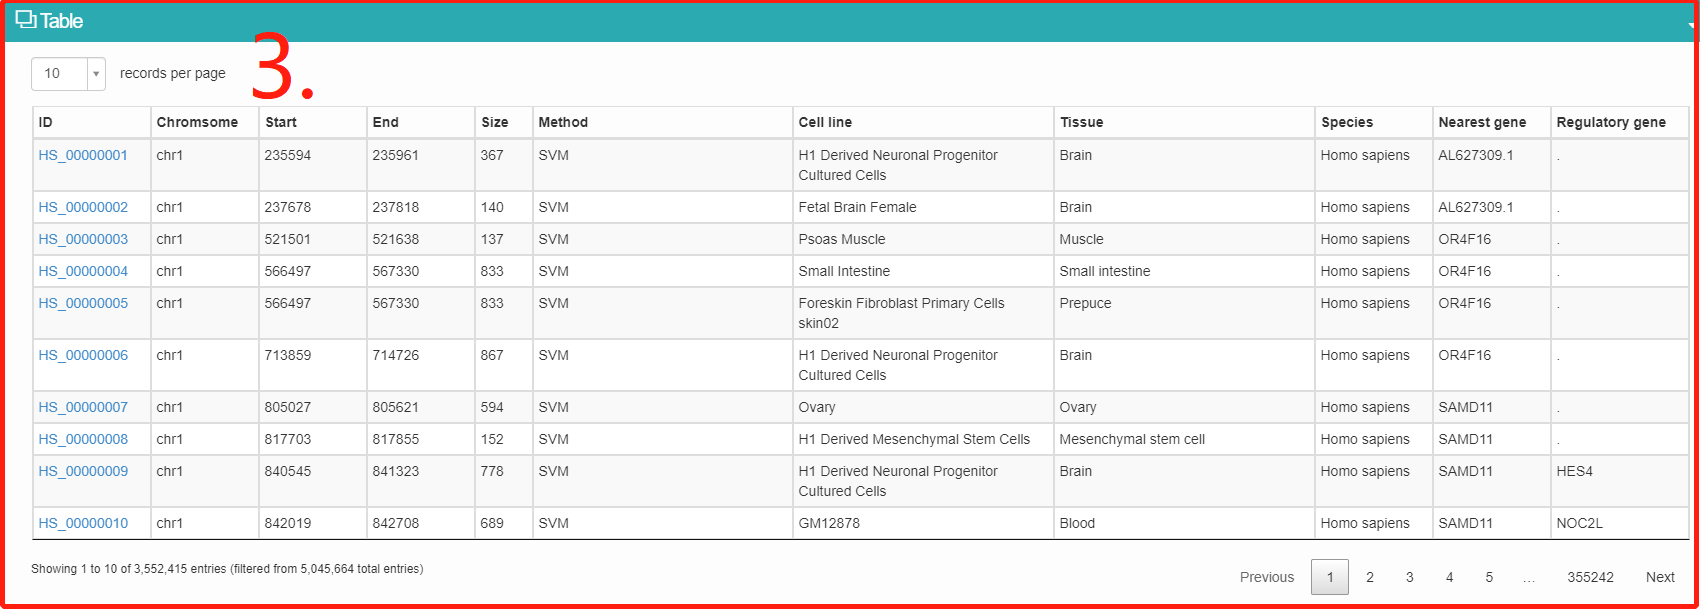 Table
3.
10 records per page
ID Chromsome Start End Size Method Cell line Tissue Species Nearest gene Regulatory gene
HS_00000001 chr1 235594 235961 367 SVM H1 Derived Neuronal Progenitor Brain Homo sapiens AL627309.1 .
Cultured Cells
HS_00000002 chr1 237678 237818 140 SVM Fetal Brain Female Brain Homo sapiens AL627309.1 .
HS_00000003 chr1 521501 521638 137 SVM Psoas Muscle Muscle Homo sapiens OR4F16 .
HS_00000004 chr1 566497 567330 833 SVM Small Intestine Small intestine Homo sapiens OR4F16 .
HS_00000005 chr1 566497 567330 833 SVM Foreskin Fibroblast Primary Cells Prepuce Homo sapiens OR4F16 .
skin02
HS_00000006 chr1 713859 714726 867 SVM H1 Derived Neuronal Progenitor Brain Homo sapiens OR4F16 .
Cultured Cells
HS_00000007 chr1 805027 805621 594 SVM Ovary Ovary Homo sapiens SAMD11 .
HS_00000008 chr1 817703 817855 152 SVM H1 Derived Mesenchymal Stem Cells Mesenchymal stem cell Homo sapiens SAMD11 .
HS_00000009 chr1 840545 841323 778 SVM H1 Derived Neuronal Progenitor Brain Homo sapiens SAMD11 HES4
Cultured Cells
HS_00000010 chr1 842019 842708 689 SVM GM12878 Blood Homo sapiens SAMD11 NOC2L
Showing 1 to 10 of 3,552,415 entries (filtered from 5,045,664 total entries)
Previous 1 2 3 4 5 … 355242 Next